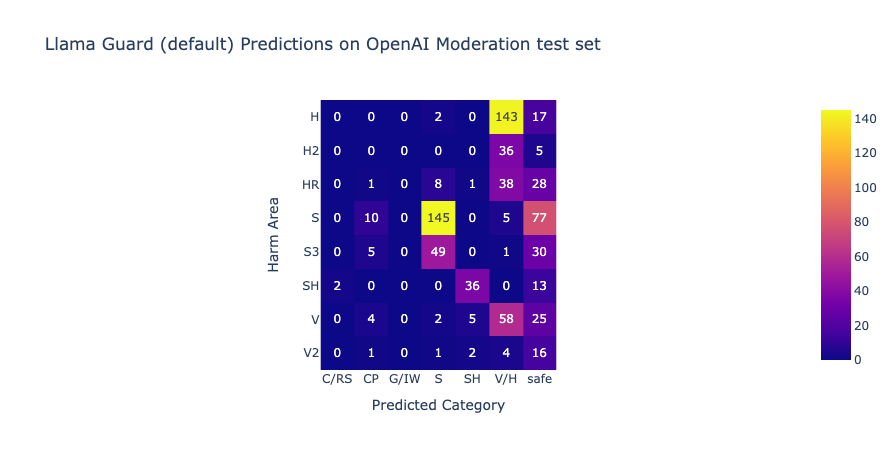 Llama Guard (default) Predictions on OpenAI Moderation test set
H 0 0 0 2 0 143 17
H2 0 0 0 0 0 36 5
HR 0 1 0 8 1 38 28
S 0 10 0 145 0 5 77
S3 0 5 0 49 0 1 30
SH 2 0 0 0 36 0 13
V 0 4 0 2 5 58 25
V2 0 1 0 1 2 4 16
C/RS CP G/IW S SH V/H safe
Predicted Category
Harm Area
140
120
100
80
60
40
20
0